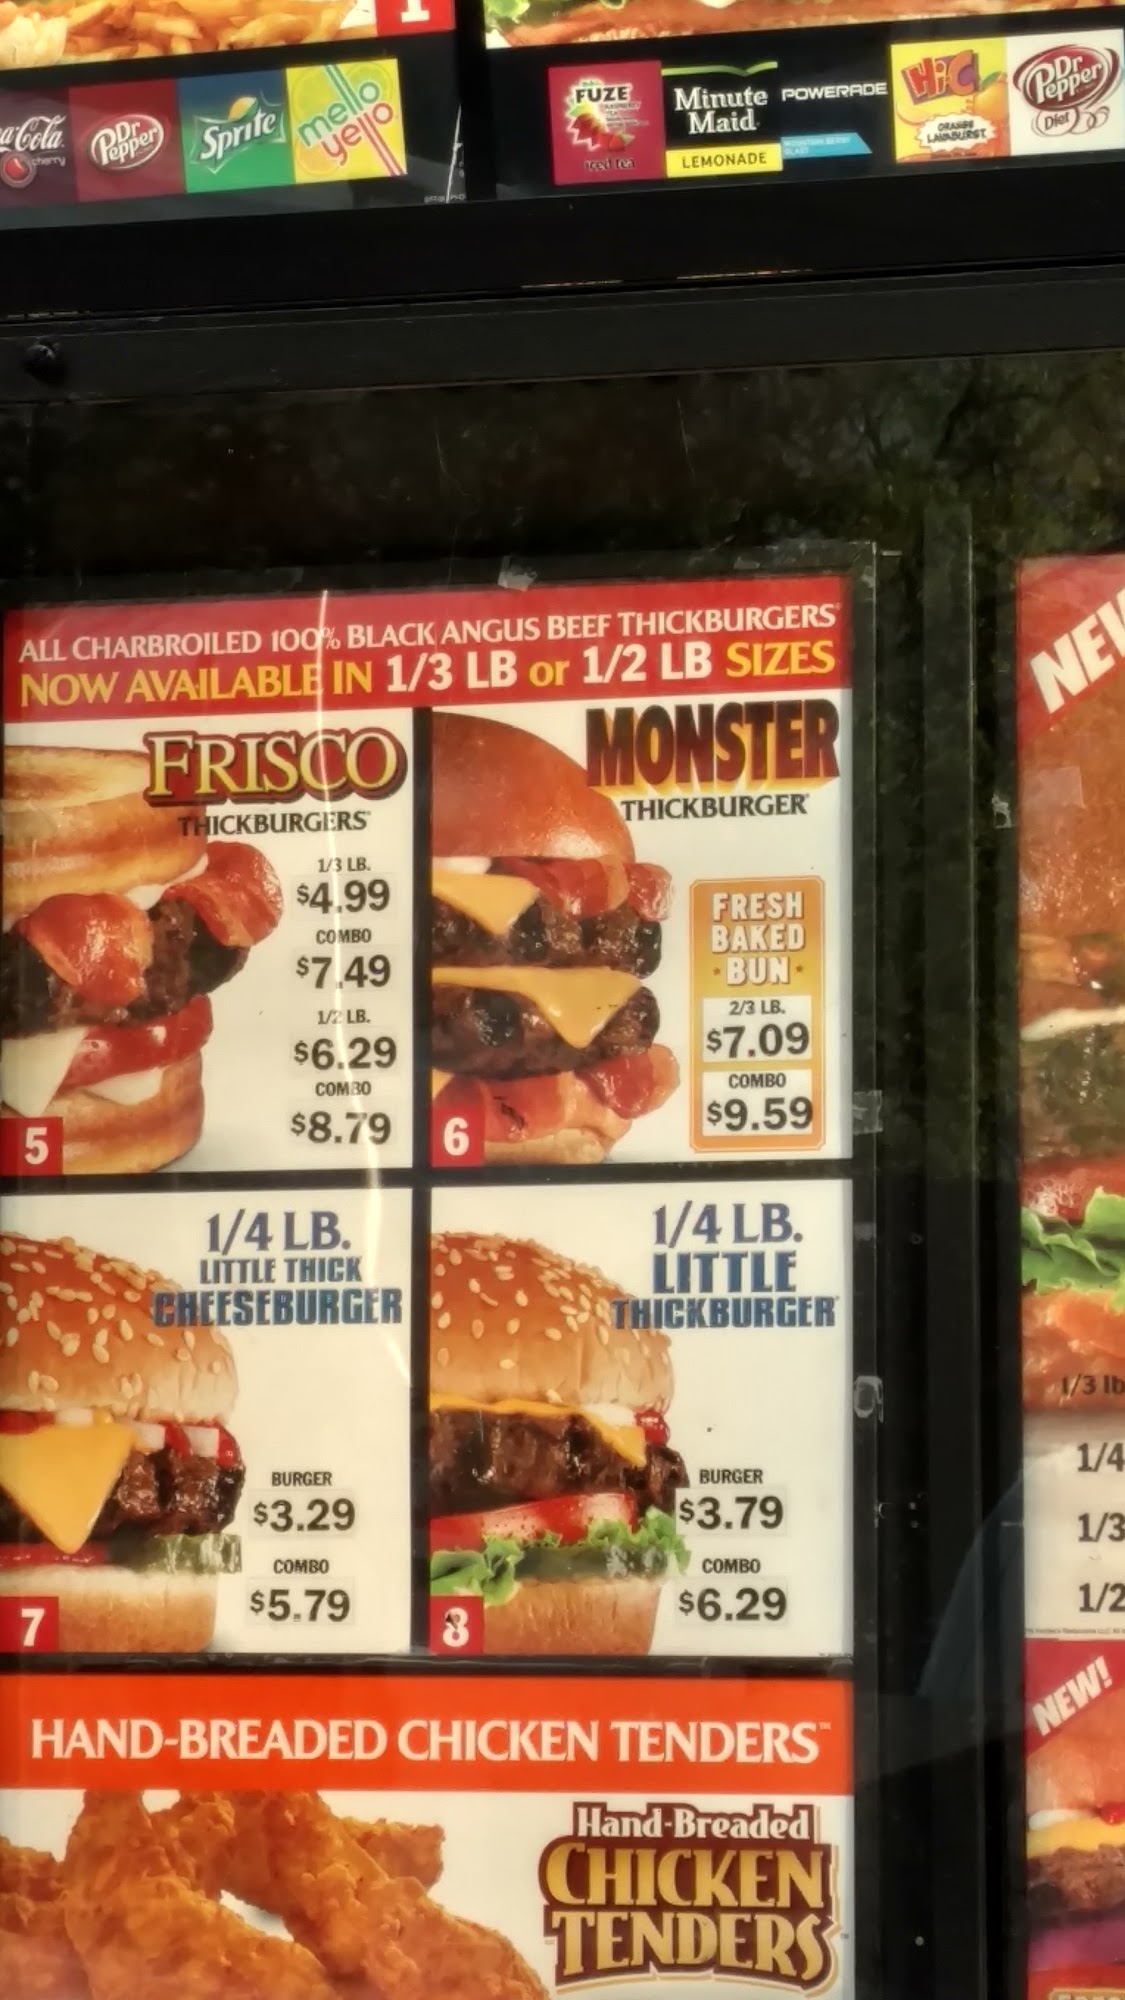 1
Coca-Cola
cherry
Dr Pepper
Sprite
mello yello
FUZE
iced tea
Minute Maid
LEMONADE
POWERADE
MOUNTAIN BERRY
BLAST
Hi-C
ORANGE
LAVABURST
Dr Pepper
Diet
ALL CHARBROILED 100% BLACK ANGUS BEEF THICKBURGERS
NOW AVAILABLE IN 1/3 LB or 1/2 LB SIZES
FRISCO
THICKBURGERS
1/3 LB.
$4.99
COMBO
$7.49
1/2 LB.
$6.29
COMBO
$8.79
5
MONSTER
THICKBURGER
FRESH
BAKED
BUN
2/3 LB.
$7.09
COMBO
$9.59
6
1/4 LB.
LITTLE THICK
CHEESEBURGER
BURGER
$3.29
COMBO
$5.79
7
1/4 LB.
LITTLE
THICKBURGER
BURGER
$3.79
COMBO
$6.29
8
HAND-BREADED CHICKEN TENDERS™
Hand-Breaded
CHICKEN
TENDERS
NEW
1/3 lb
1/4
1/3
1/2
NEW!